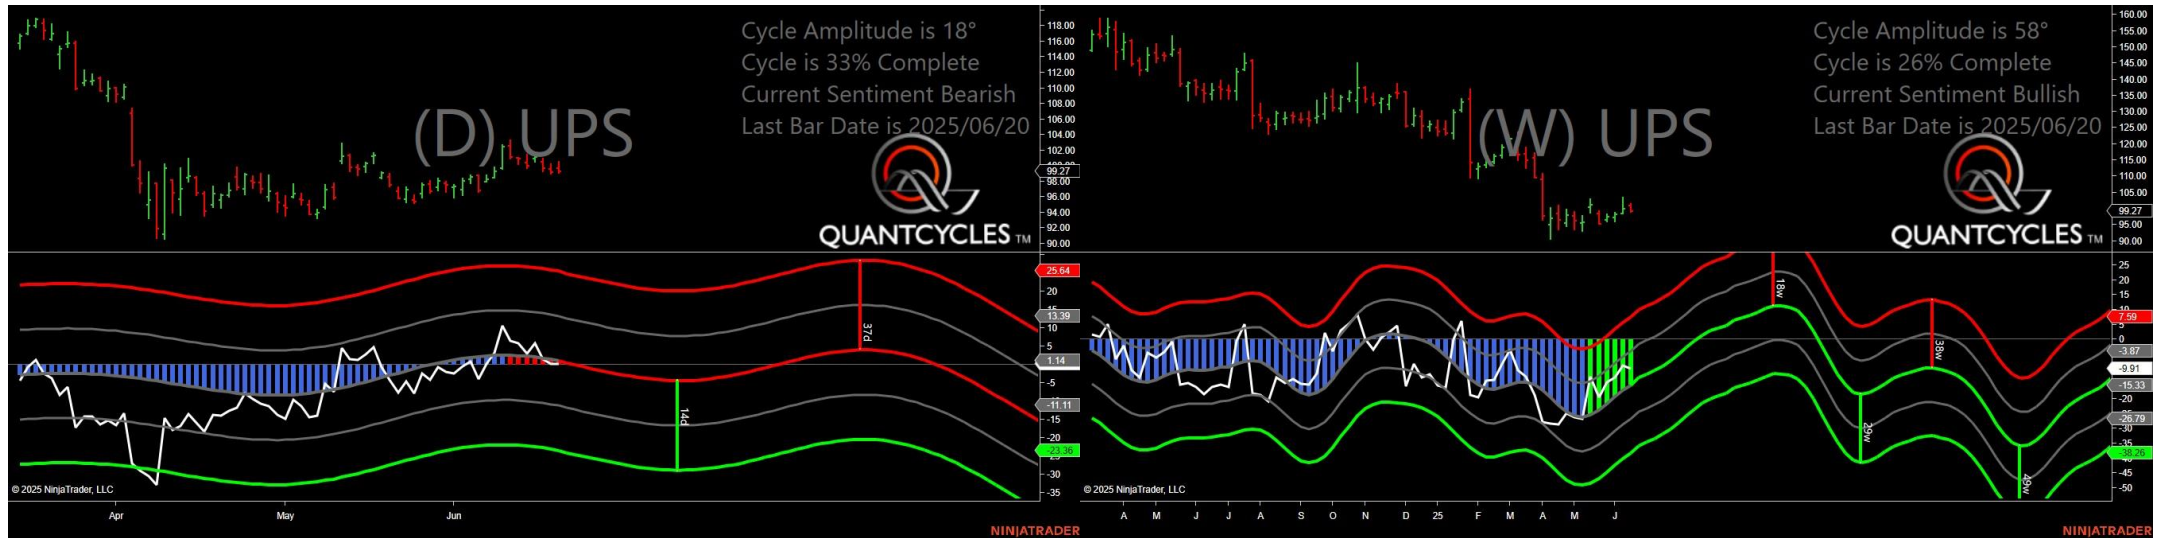 Cycle Amplitude is 18°
Cycle is 33% Complete
Current Sentiment Bearish
Last Bar Date is 2025/06/20
(D) UPS
QUANTCYCLES TM
118.00
116.00
114.00
112.00
110.00
108.00
106.00
104.00
102.00
99.27
98.00
96.00
94.00
92.00
90.00
25.64
20
13.39
10
5
1.14
-5
-11.11
-15
-20
-23.36
-30
-35
37d
14d
© 2025 NinjaTrader, LLC
Apr
May
Jun
NINJATRADER
Cycle Amplitude is 58°
Cycle is 26% Complete
Current Sentiment Bullish
Last Bar Date is 2025/06/20
(W) UPS
QUANTCYCLES TM
160.00
155.00
150.00
145.00
140.00
135.00
130.00
125.00
120.00
115.00
110.00
105.00
99.27
95.00
90.00
25
20
15
10
7.59
5
0
-3.87
-9.91
-15.33
-20
-26.79
-30
-35
-38.26
-45
-50
18w
29w
38w
49w
© 2025 NinjaTrader, LLC
A M J J A S O N D 25 F M A M J
NINJATRADER